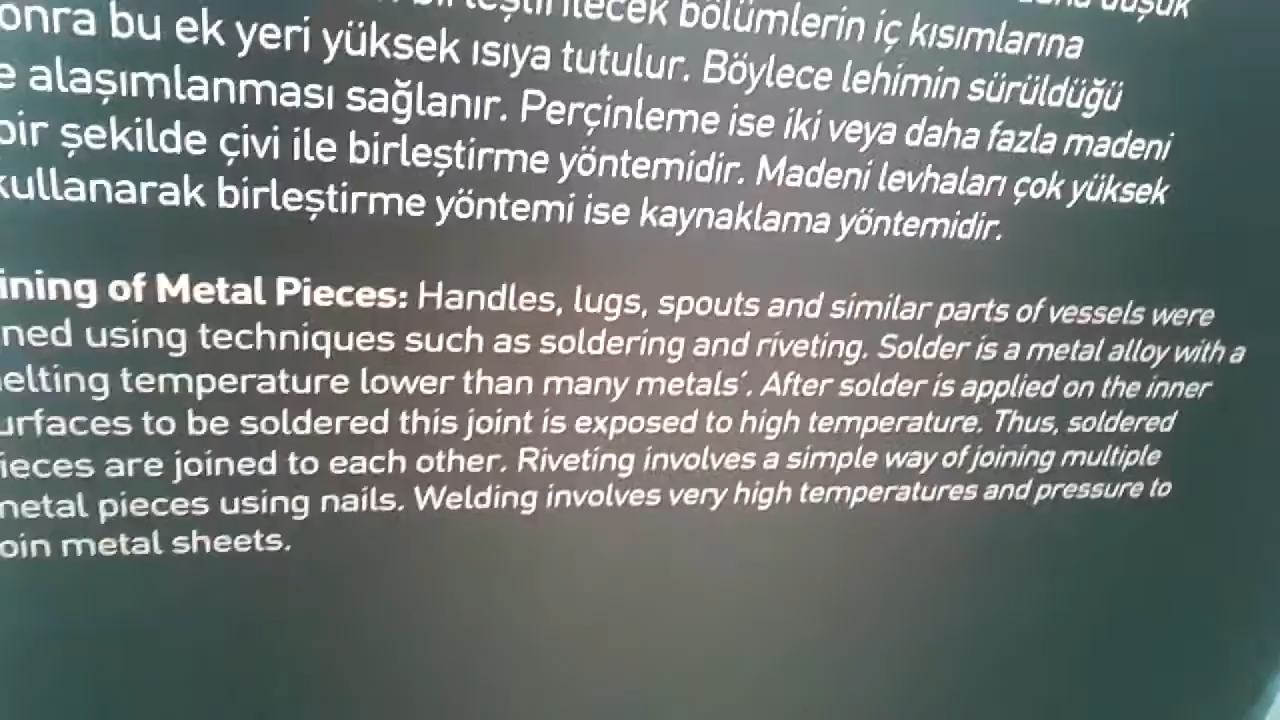 bölümlerin iç kısımlarına
bu ek yeri yüksek ısıya tutulur. Böylece lehimin sürüldüğü
alaşımlanması sağlanır. Perçinleme ise iki veya daha fazla madeni
şekilde çivi ile birleştirme yöntemidir. Madeni levhaları çok yüksek
kullanarak birleştirme yöntemi ise kaynaklama yöntemidir.
ining of Metal Pieces: Handles, lugs, spouts and similar parts of vessels were
ned using techniques such as soldering and riveting. Solder is a metal alloy with a
elting temperature lower than many metals´. After solder is applied on the inner
urfaces to be soldered this joint is exposed to high temperature. Thus, soldered
ieces are joined to each other. Riveting involves a simple way of joining multiple
metal pieces using nails. Welding involves very high temperatures and pressure to
oin metal sheets.